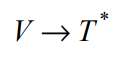 V → T*